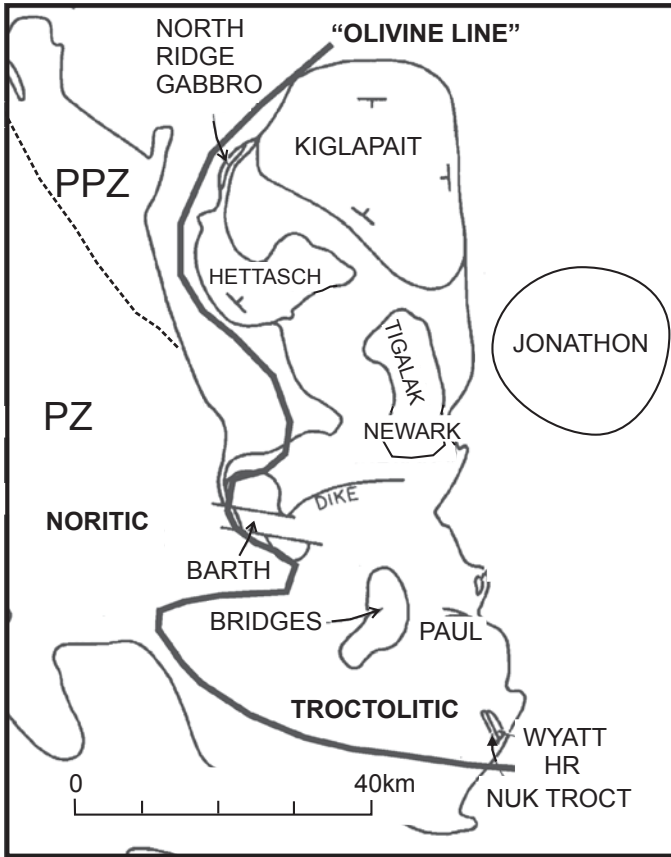 NORTH
RIDGE
GABBRO
“OLIVINE LINE”
KIGLAPAIT
PPZ
HETTASCH
TIGALAK
JONATHON
PZ
NEWARK
NORITIC
DIKE
BARTH
BRIDGES
PAUL
TROCTOLITIC
WYATT
HR
NUK TROCT
0
40km